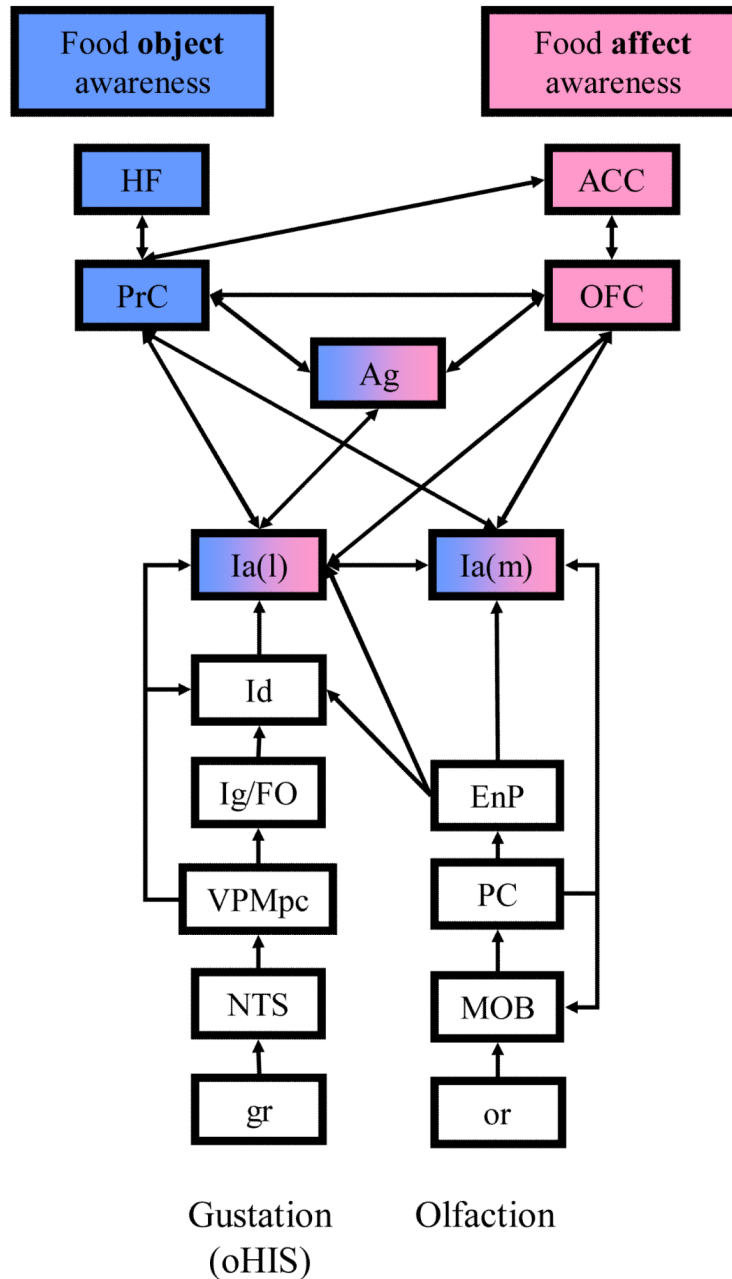 Food object
awareness
Food affect
awareness
HF
ACC
PrC
OFC
Ag
Ia(l)
Ia(m)
Id
Ig/FO
EnP
VPMpc
PC
NTS
MOB
gr
or
Gustation
(oHIS)
Olfaction